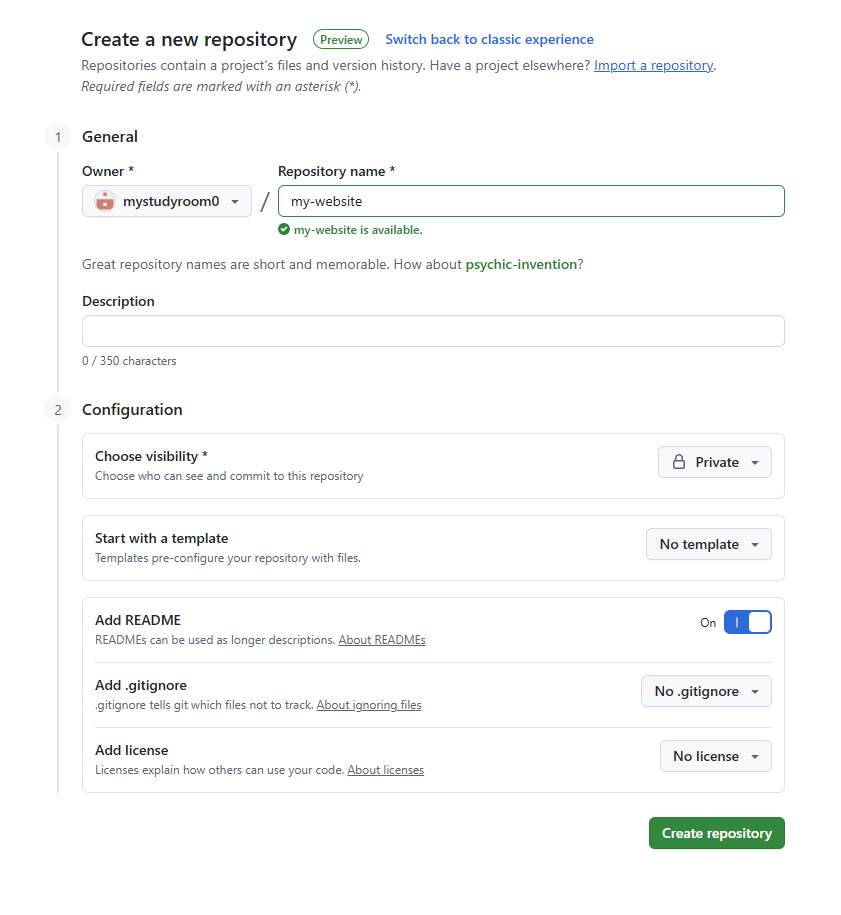 Create a new repository Preview Switch back to classic experience
Repositories contain a project's files and version history. Have a project elsewhere? Import a repository.
Required fields are marked with an asterisk (*).
1 General
Owner * Repository name *
mystudyroom0 / my-website
my-website is available.
Great repository names are short and memorable. How about psychic-invention?
Description
0 / 350 characters
2 Configuration
Choose visibility * Private
Choose who can see and commit to this repository
Start with a template No template
Templates pre-configure your repository with files.
Add README On
READMEs can be used as longer descriptions. About READMEs
Add .gitignore No .gitignore
.gitignore tells git which files not to track. About ignoring files
Add license No license
Licenses explain how others can use your code. About licenses
Create repository